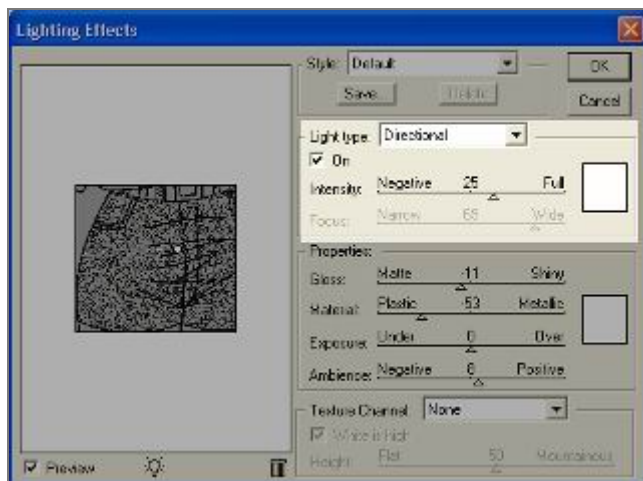 Lighting Effects
Style: Default
OK
Save...
Delete
Cancel
Light type: Directional
On
Intensity: Negative 25 Full
Focus: Narrow 69 Wide
Properties:
Gloss: Matte -11 Shiny
Material: Plastic -53 Metallic
Exposure: Under 0 Over
Ambience: Negative 8 Positive
Texture Channel: None
White is high
Height: Flat 50 Mountainous
Preview